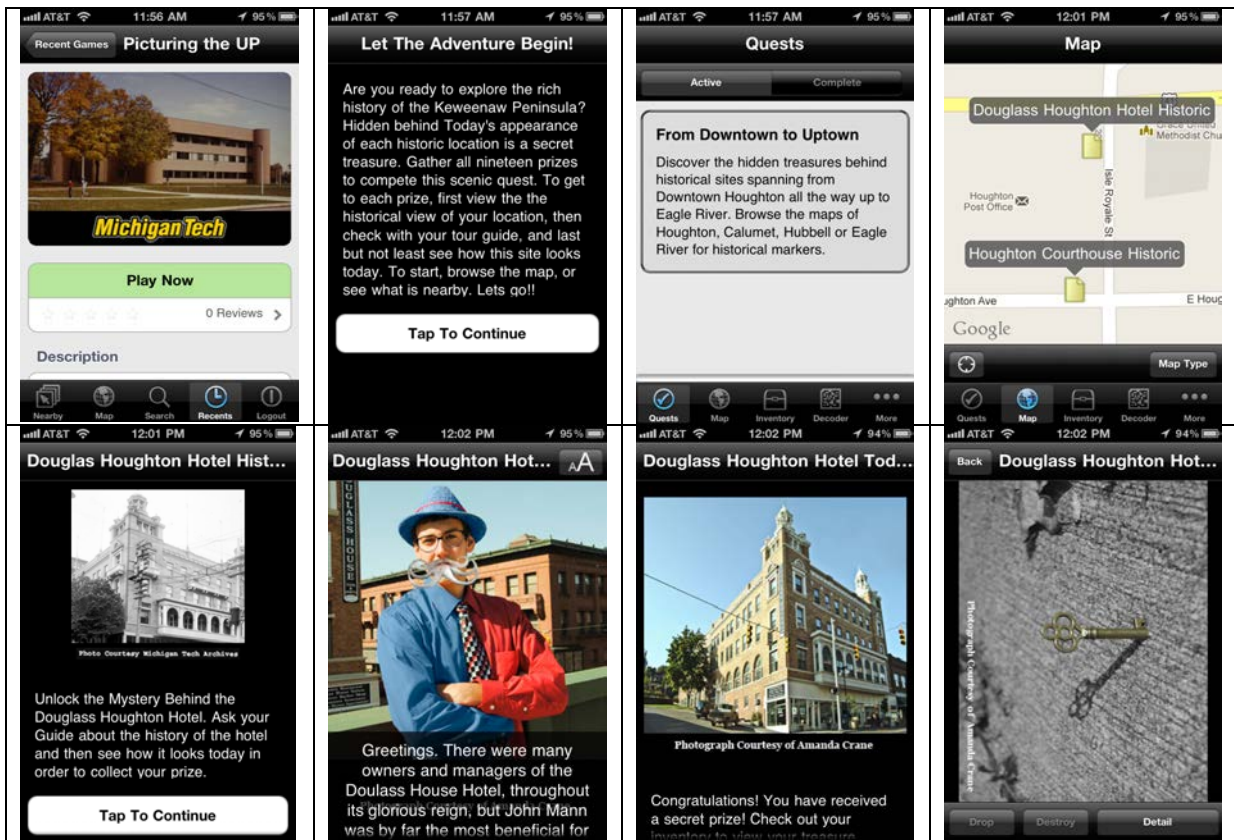 AT&T 11:56 AM 95%
Recent Games Picturing the UP
MichiganTech
Play Now
0 Reviews
Description
Nearby Map Search Recents Logout
AT&T 11:57 AM 95%
Let The Adventure Begin!
Are you ready to explore the rich
history of the Keweenaw Peninsula?
Hidden behind Today's appearance
of each historic location is a secret
treasure. Gather all nineteen prizes
to compete this scenic quest. To get
to each prize, first view the the
historical view of your location, then
check with your tour guide, and last
but not least see how this site looks
today. To start, browse the map, or
see what is nearby. Lets go!!
Tap To Continue
AT&T 11:57 AM 95%
Quests
Active Complete
From Downtown to Uptown
Discover the hidden treasures behind
historical sites spanning from
Downtown Houghton all the way up to
Eagle River. Browse the maps of
Houghton, Calumet, Hubbell or Eagle
River for historical markers.
Quests Map Inventory Decoder More
AT&T 12:01 PM 95%
Map
Douglass Houghton Hotel Historic
Grace United
Methodist Chu
Houghton
Post Office
Isle Royale St
Houghton Courthouse Historic
ughton Ave E Houg
Google
Map Type
Quests Map Inventory Decoder More
AT&T 12:01 PM 95%
Douglas Houghton Hotel Hist...
Photo Courtesy Michigan Tech Archives
Unlock the Mystery Behind the
Douglass Houghton Hotel. Ask your
Guide about the history of the hotel
and then see how it looks today in
order to collect your prize.
Tap To Continue
AT&T 12:02 PM 95%
Douglass Houghton Hot... AA
DOUGLASS HOUSE
Greetings. There were many
owners and managers of the
Doulass House Hotel, throughout
its glorious reign, but John Mann
Photograph Courtesy of Amanda Crane
was by far the most beneficial for
AT&T 12:02 PM 94%
Douglass Houghton Hotel Tod...
Photograph Courtesy of Amanda Crane
Congratulations! You have received
a secret prize! Check out your
inventory to view your treasure
AT&T 12:02 PM 94%
Back Douglass Houghton Hot...
Photograph Courtesy of Amanda Crane
Drop Destroy Detail